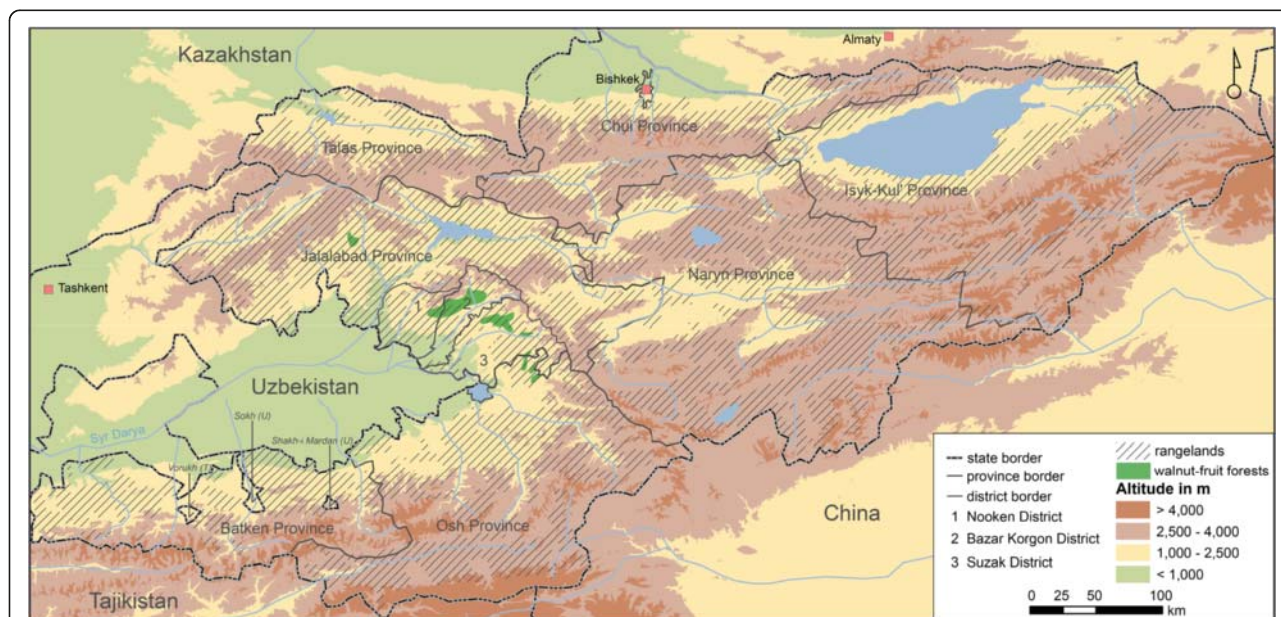 Kazakhstan
Almaty
Bishkek
Chui Province
Talas Province
Isyk-Kul' Province
Jalalabad Province
Naryn Province
Tashkent
1
2
3
Uzbekistan
Sokh (U)
Syr Darya
Shakh-i Mardan (U)
Vorukh (T)
Batken Province
Osh Province
China
Tajikistan
state border
province border
district border
1 Nooken District
2 Bazar Korgon District
3 Suzak District
rangelands
walnut-fruit forests
Altitude in m
> 4,000
2,500 - 4,000
1,000 - 2,500
< 1,000
0 25 50 100
km